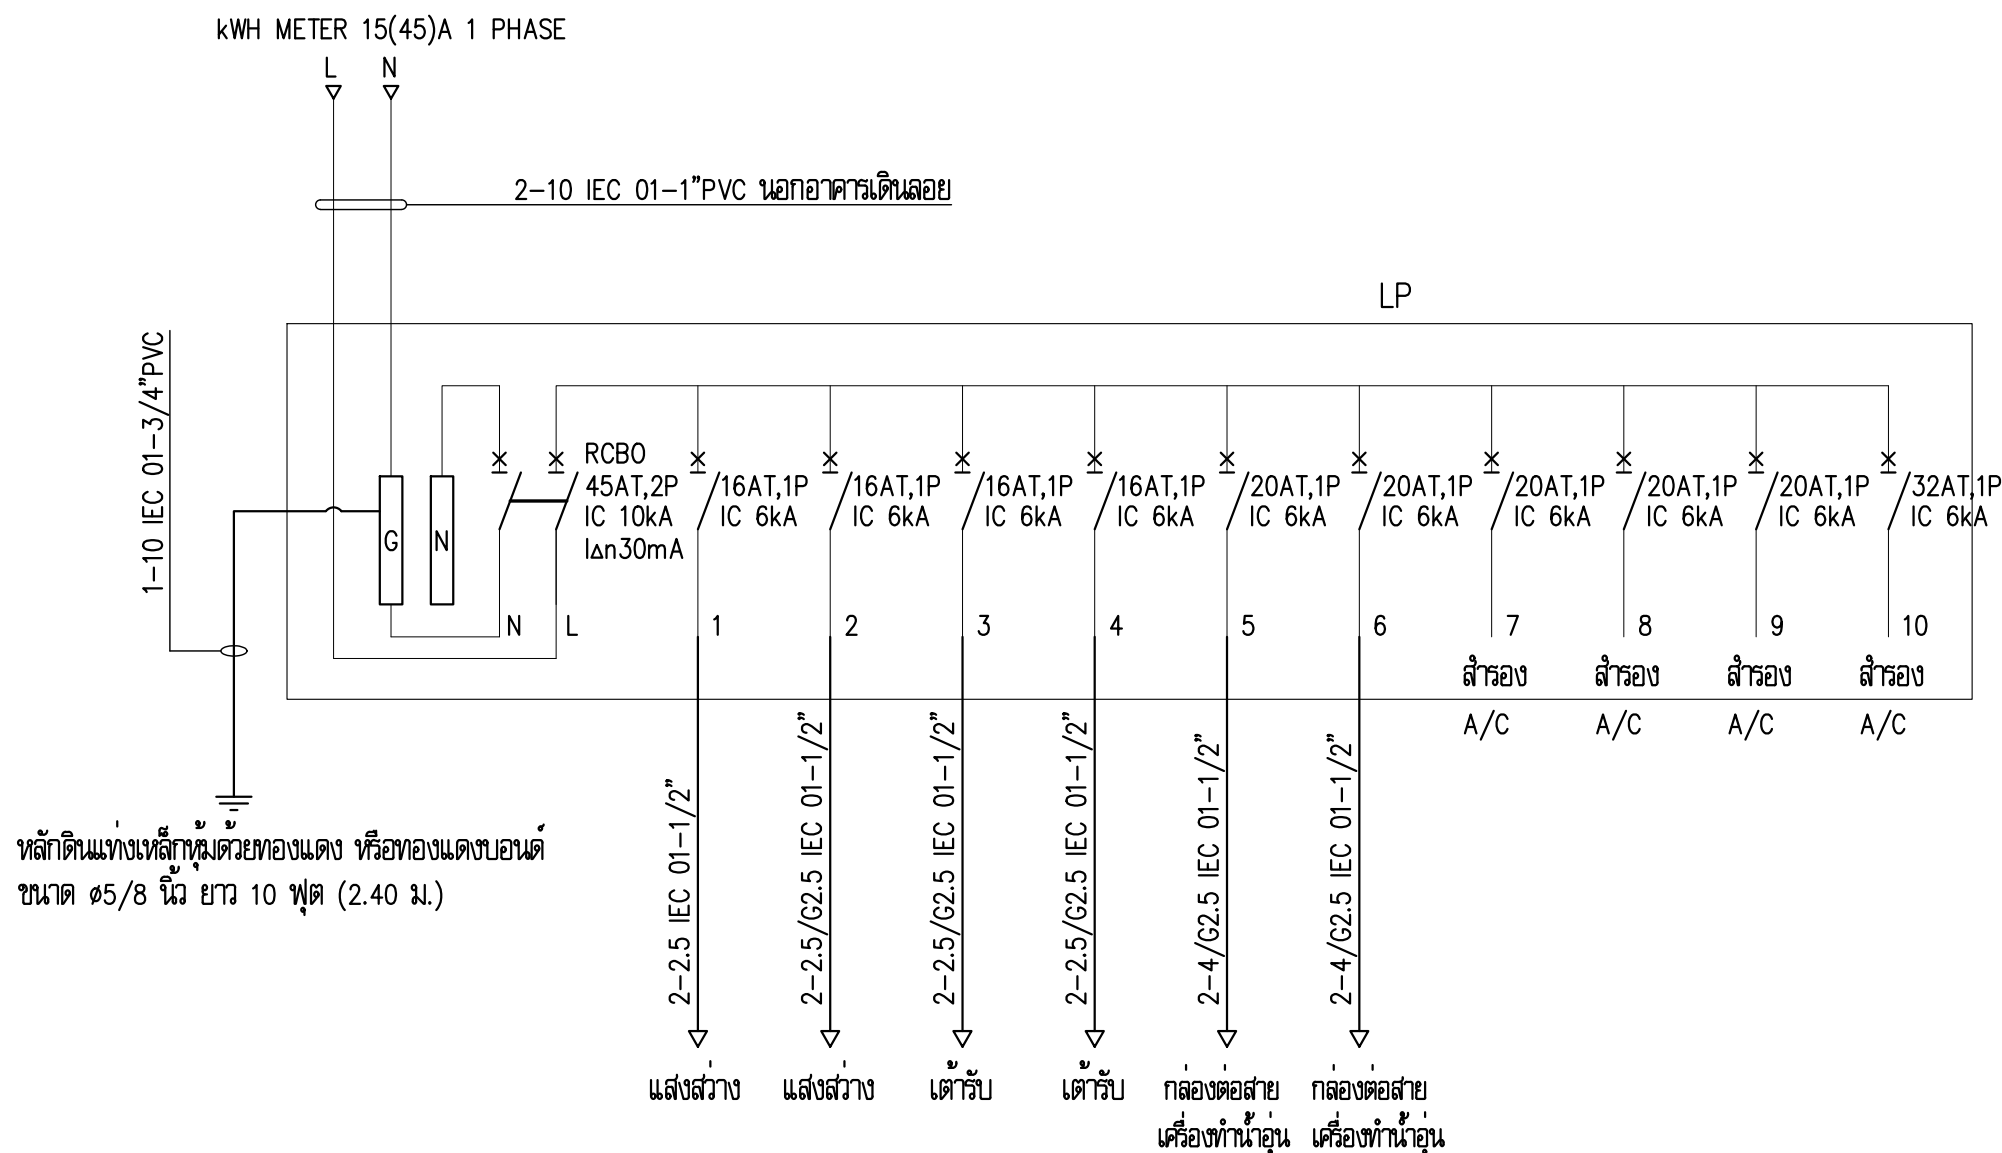 kWH METER 15(45)A 1 PHASE
L N
2-10 IEC 01-1"PVC นอกอาคารเดินลอย
LP
1-10 IEC 01-3/4"PVC
G
N
RCBO
45AT,2P
IC 10kA
IΔn30mA
16AT,1P
IC 6kA
16AT,1P
IC 6kA
16AT,1P
IC 6kA
16AT,1P
IC 6kA
20AT,1P
IC 6kA
20AT,1P
IC 6kA
20AT,1P
IC 6kA
20AT,1P
IC 6kA
20AT,1P
IC 6kA
32AT,1P
IC 6kA
N L 1 2 3 4 5 6 7 8 9 10
สำรอง สำรอง สำรอง สำรอง
A/C A/C A/C A/C
หลักดินแท่งเหล็กหุ้มด้วยทองแดง หรือทองแดงบอนด์
ขนาด ø5/8 นิ้ว ยาว 10 ฟุต (2.40 ม.)
2-2.5 IEC 01-1/2"
2-2.5/G2.5 IEC 01-1/2"
2-2.5/G2.5 IEC 01-1/2"
2-2.5/G2.5 IEC 01-1/2"
2-4/G2.5 IEC 01-1/2"
2-4/G2.5 IEC 01-1/2"
แสงสว่าง
แสงสว่าง
เต้ารับ
เต้ารับ
กล่องต่อสาย
เครื่องทำน้ำอุ่น
กล่องต่อสาย
เครื่องทำน้ำอุ่น